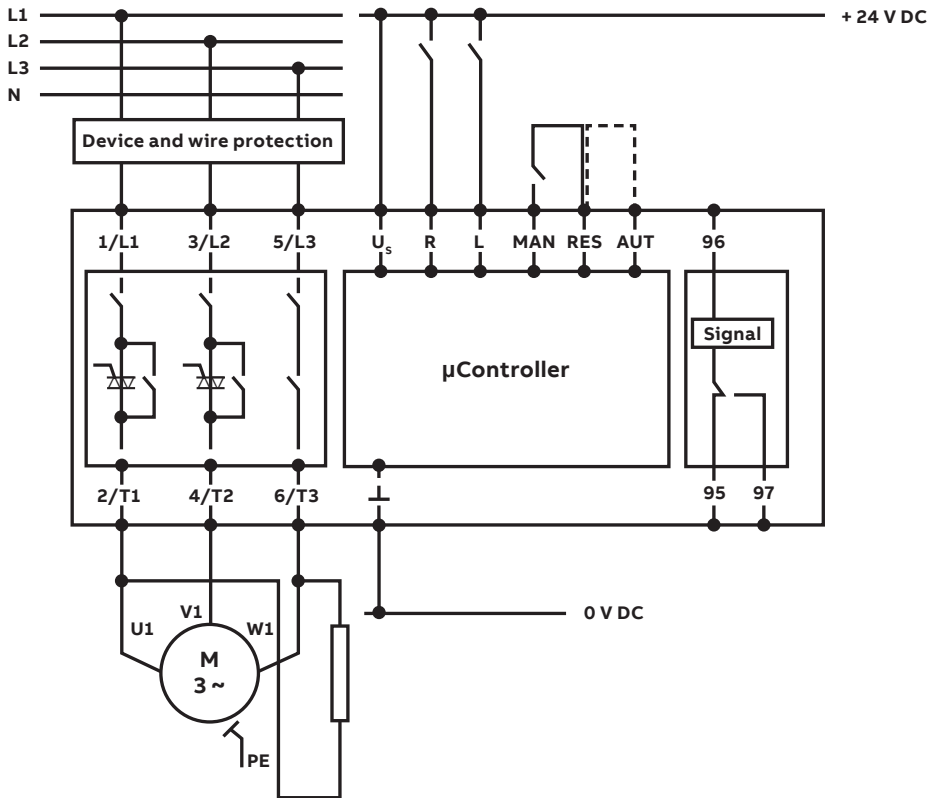 L1
+ 24 V DC
L2
L3
N
Device and wire protection
1/L1 3/L2 5/L3 Us R L MAN RES AUT 96
Signal
µController
2/T1 4/T2 6/T3 95 97
0 V DC
U1 V1 W1
M
3 ~
PE